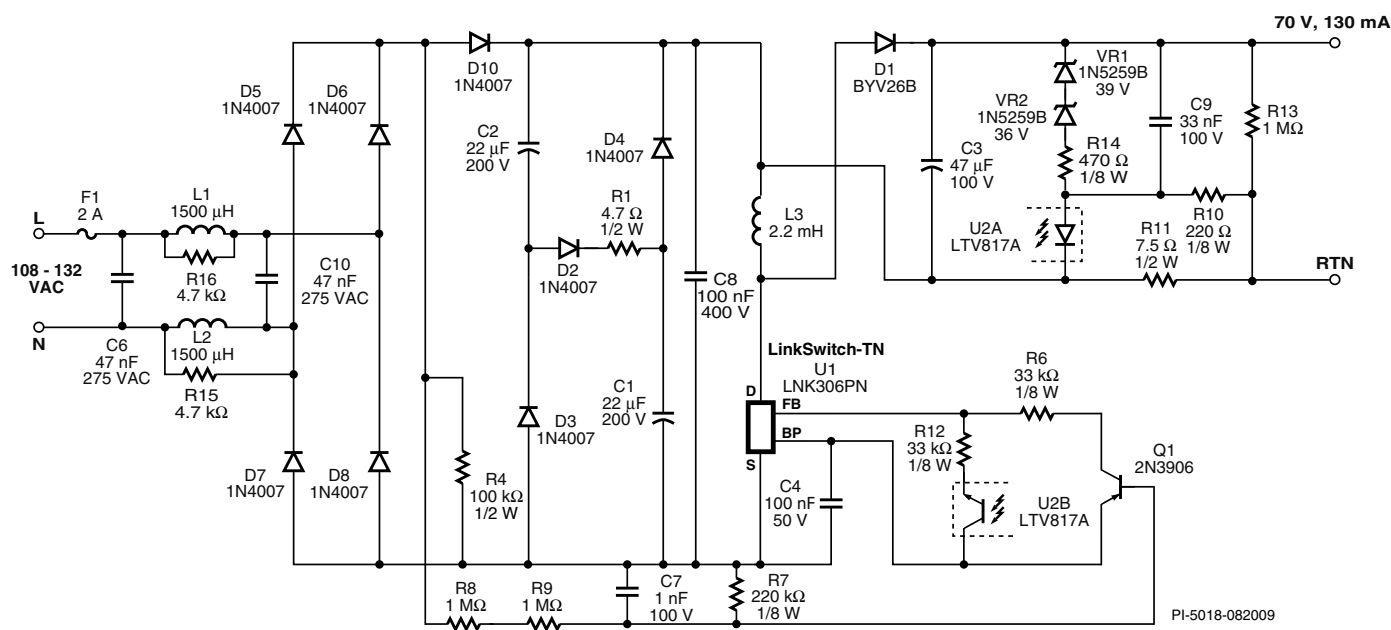 70 V, 130 mA
D10
1N4007
D1
BYV26B
VR1
1N5259B
39 V
VR2
1N5259B
36 V
C9
33 nF
100 V
R13
1 MΩ
D5
1N4007
D6
1N4007
C2
22 µF
200 V
D4
1N4007
C3
47 µF
100 V
R14
470 Ω
1/8 W
F1
2 A
L
L1
1500 µH
R16
4.7 kΩ
R1
4.7 Ω
1/2 W
D2
1N4007
L3
2.2 mH
U2A
LTV817A
R10
220 Ω
1/8 W
R11
7.5 Ω
1/2 W
RTN
108 - 132
VAC
C10
47 nF
275 VAC
C8
100 nF
400 V
N
C6
47 nF
275 VAC
L2
1500 µH
R15
4.7 kΩ
LinkSwitch-TN
U1
LNK306PN
D
FB
BP
S
R6
33 kΩ
1/8 W
D3
1N4007
C1
22 µF
200 V
R12
33 kΩ
1/8 W
Q1
2N3906
D7
1N4007
D8
1N4007
R4
100 kΩ
1/2 W
C4
100 nF
50 V
U2B
LTV817A
R8
1 MΩ
R9
1 MΩ
C7
1 nF
100 V
R7
220 kΩ
1/8 W
PI-5018-082009